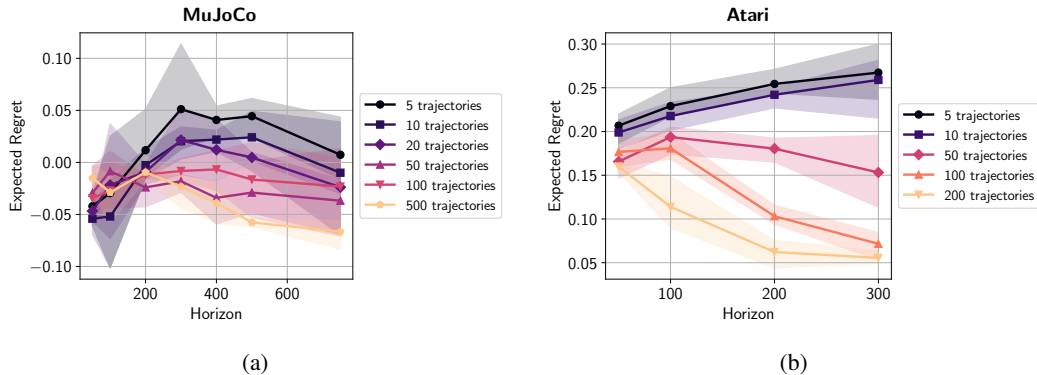 MuJoCo
Expected Regret
0.10
0.05
0.00
−0.05
−0.10
200
400
600
Horizon
5 trajectories
10 trajectories
20 trajectories
50 trajectories
100 trajectories
500 trajectories
(a)
Atari
Expected Regret
0.30
0.25
0.20
0.15
0.10
0.05
100
200
300
Horizon
5 trajectories
10 trajectories
50 trajectories
100 trajectories
200 trajectories
(b)